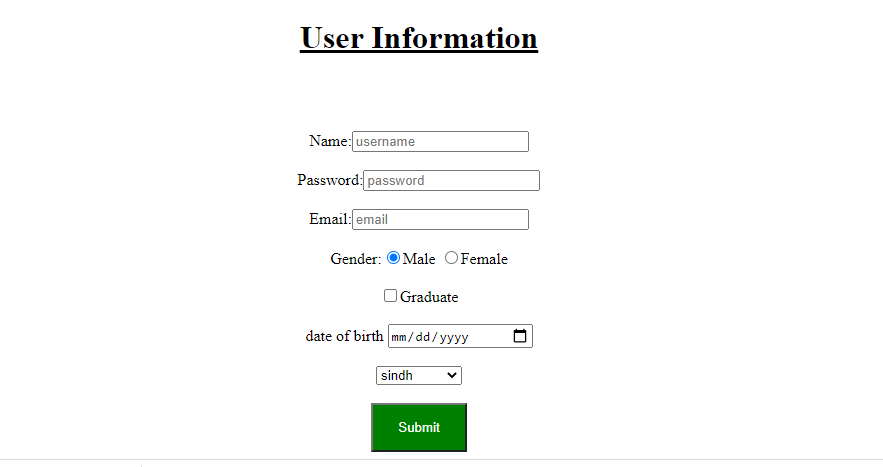 User Information
Name: username
Password: password
Email: email
Gender: Male Female
Graduate
date of birth mm/dd/yyyy
sindh
Submit